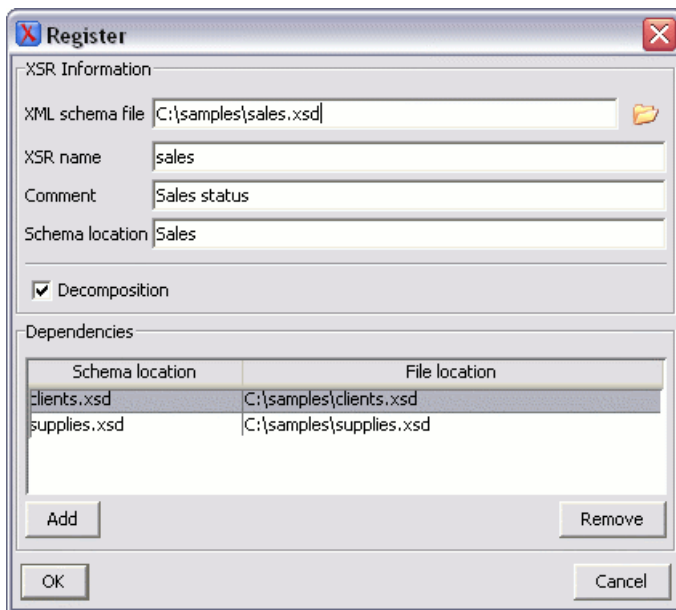 Register
XSR Information
XML schema file C:\samples\sales.xsd
XSR name sales
Comment Sales status
Schema location Sales
Decomposition
Dependencies
Schema location File location
clients.xsd C:\samples\clients.xsd
supplies.xsd C:\samples\supplies.xsd
Add Remove
OK Cancel